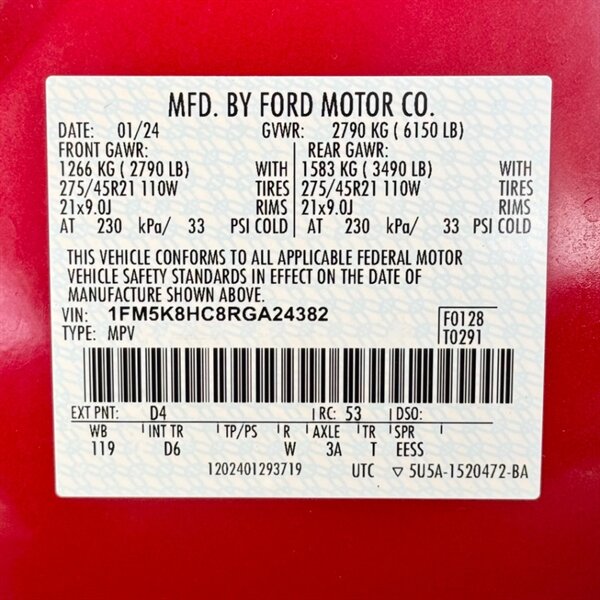 MFD. BY FORD MOTOR CO.
DATE: 01/24 GVWR: 2790 KG ( 6150 LB)
FRONT GAWR: REAR GAWR:
1266 KG ( 2790 LB) WITH 1583 KG ( 3490 LB) WITH
275/45R21 110W TIRES 275/45R21 110W TIRES
21x9.0J RIMS 21x9.0J RIMS
AT 230 kPa/ 33 PSI COLD AT 230 kPa/ 33 PSI COLD
THIS VEHICLE CONFORMS TO ALL APPLICABLE FEDERAL MOTOR
VEHICLE SAFETY STANDARDS IN EFFECT ON THE DATE OF
MANUFACTURE SHOWN ABOVE.
VIN: 1FM5K8HC8RGA24382 F0128
TYPE: MPV T0291
EXT PNT: D4 RC: 53 DSO:
WB INT TR TP/PS R AXLE TR SPR
119 D6 W 3A T EESS
1202401293719 UTC ▽ 5U5A-1520472-BA